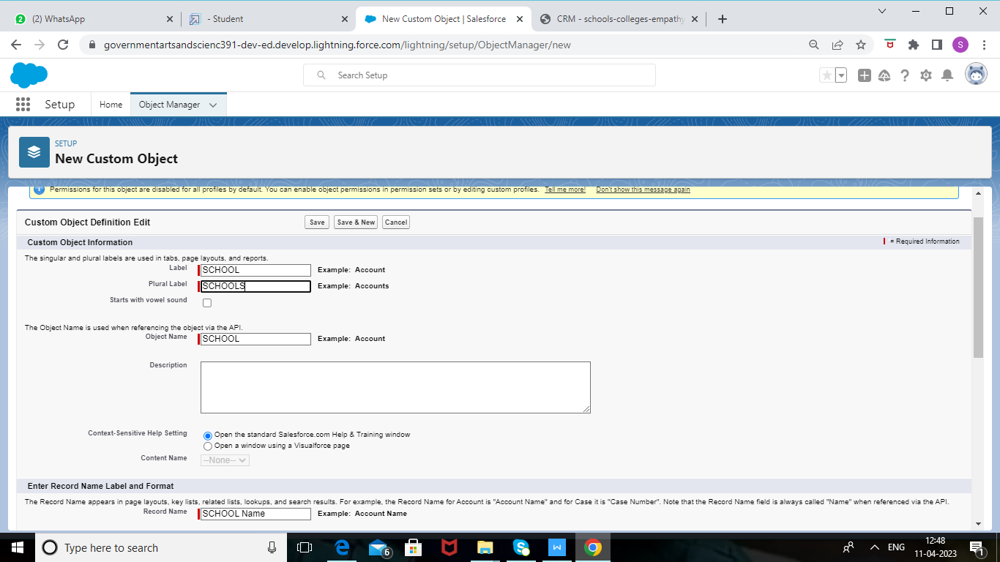 (2) WhatsApp
- Student
New Custom Object | Salesforce
CRM - schools-colleges-empathy
governmentartsandscienc391-dev-ed.develop.lightning.force.com/lightning/setup/ObjectManager/new
S
Search Setup
Setup
Home
Object Manager
SETUP
New Custom Object
Permissions for this object are disabled for all profiles by default. You can enable object permissions in permission sets or by editing custom profiles. Tell me more! Don't show this message again
Custom Object Definition Edit Save Save & New Cancel
Custom Object Information = Required Information
The singular and plural labels are used in tabs, page layouts, and reports.
Label SCHOOL Example: Account
Plural Label SCHOOLS Example: Accounts
Starts with vowel sound
The Object Name is used when referencing the object via the API.
Object Name SCHOOL Example: Account
Description
Context-Sensitive Help Setting Open the standard Salesforce.com Help & Training window
Open a window using a Visualforce page
Content Name --None--
Enter Record Name Label and Format
The Record Name appears in page layouts, key lists, related lists, lookups, and search results. For example, the Record Name for Account is "Account Name" and for Case it is "Case Number". Note that the Record Name field is always called "Name" when referenced via the API.
Record Name SCHOOL Name Example: Account Name
Type here to search
6
W
ENG
12:48
11-04-2023
1